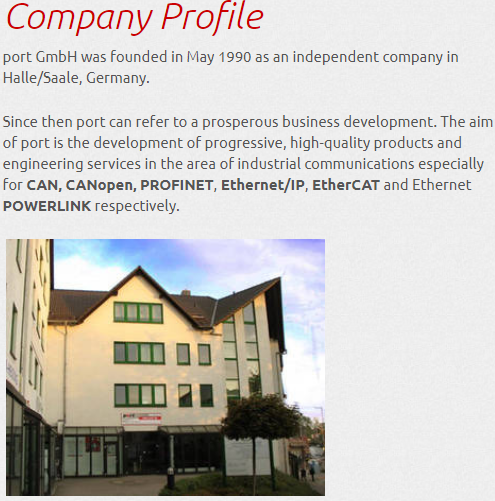 Company Profile
port GmbH was founded in May 1990 as an independent company in
Halle/Saale, Germany.
Since then port can refer to a prosperous business development. The aim
of port is the development of progressive, high-quality products and
engineering services in the area of industrial communications especially
for CAN, CANopen, PROFINET, Ethernet/IP, EtherCAT and Ethernet
POWERLINK respectively.